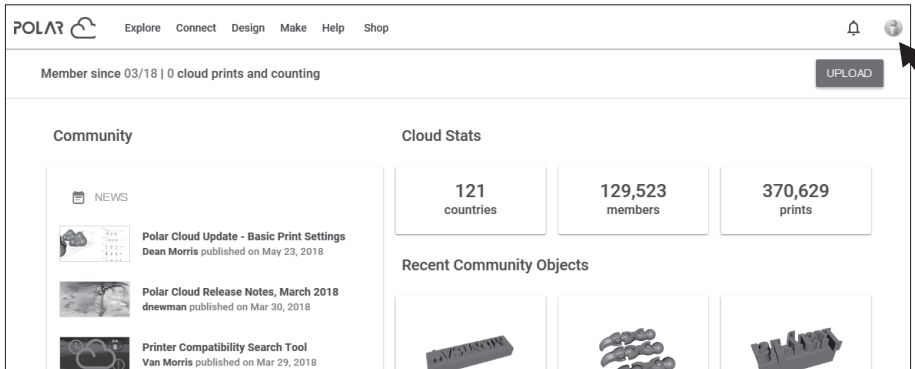 POLAR
Explore Connect Design Make Help Shop
Member since 03/18 | 0 cloud prints and counting
UPLOAD
Community
NEWS
Polar Cloud Update - Basic Print Settings
Dean Morris published on May 23, 2018
Polar Cloud Release Notes, March 2018
dnewman published on Mar 30, 2018
Printer Compatibility Search Tool
Van Morris published on Mar 29, 2018
Cloud Stats
121
countries
129,523
members
370,629
prints
Recent Community Objects